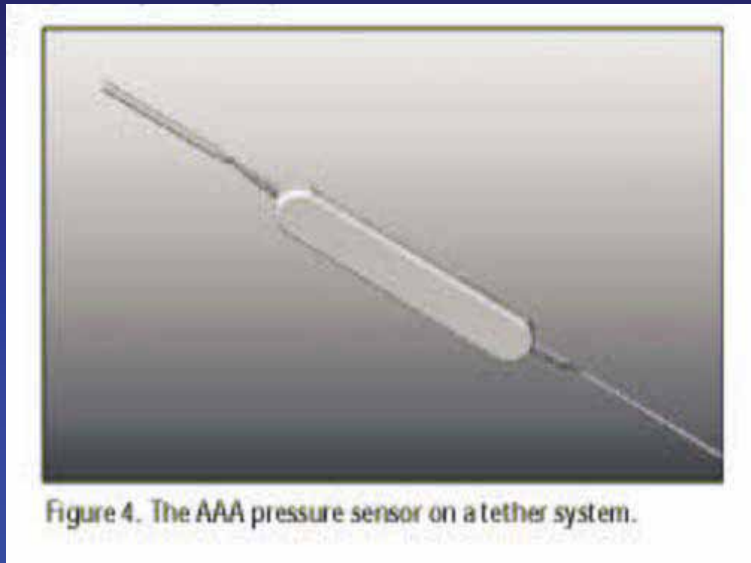 Figure 4. The AAA pressure sensor on a tether system.